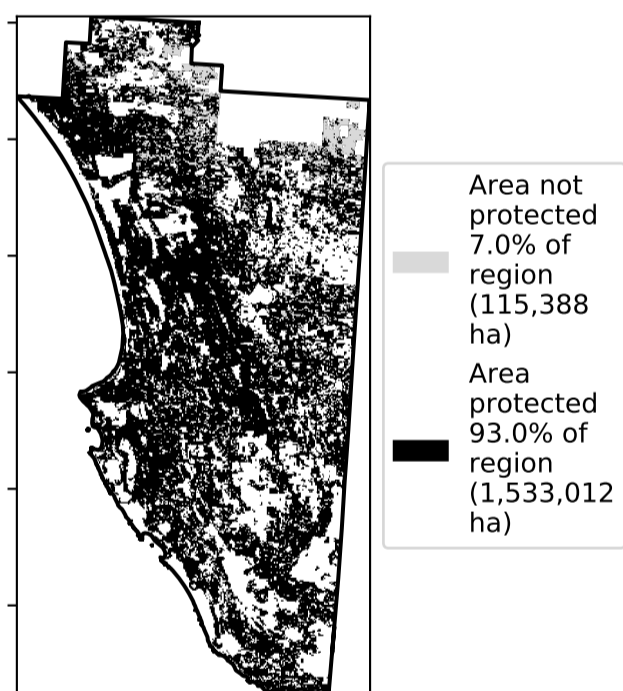 Area not
protected
7.0% of
region
(115,388
ha)
Area
protected
93.0% of
region
(1,533,012
ha)